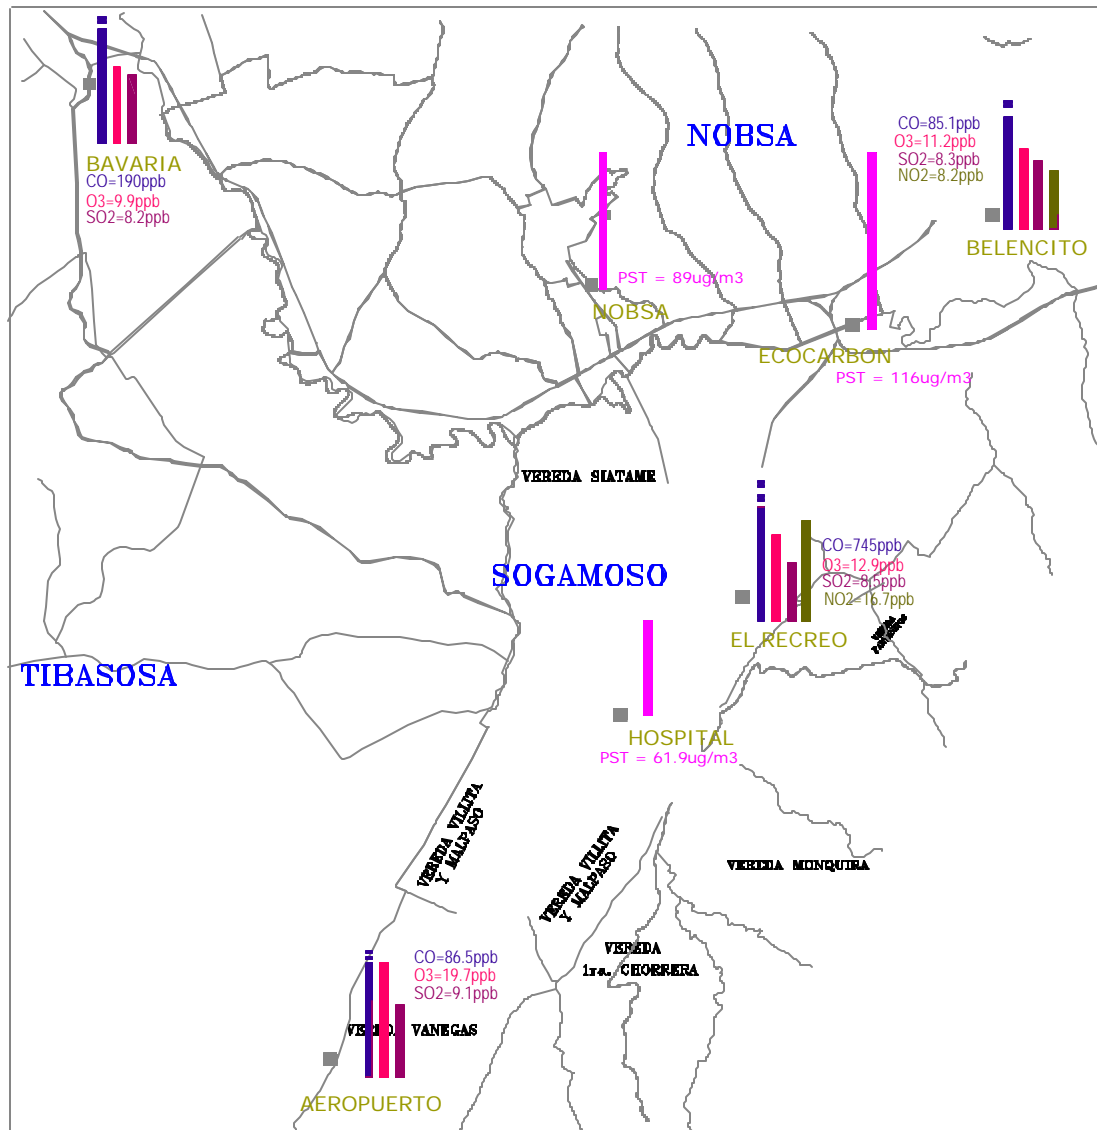 NOBSA
CO=85.1ppb
O3=11.2ppb
SO2=8.3ppb
NO2=8.2ppb
BELENCITO
BAVARIA
CO=190ppb
O3=9.9ppb
SO2=8.2ppb
PST = 89ug/m3
NOBSA
ECOCARBON
PST = 116ug/m3
VEREDA SIATAME
SOGAMOSO
CO=745ppb
O3=12.9ppb
SO2=8,5ppb
NO2=16.7ppb
EL RECREO
TIBASOSA
HOSPITAL
PST = 61.9ug/m3
VEREDA VILLITA
Y MALPASO
VEREDA VILLITA
Y MALPASO
VEREDA MONQUIRA
VEREDA
1ra. CHORRERA
CO=86.5ppb
O3=19.7ppb
SO2=9.1ppb
VEREDA VANEGAS
AEROPUERTO